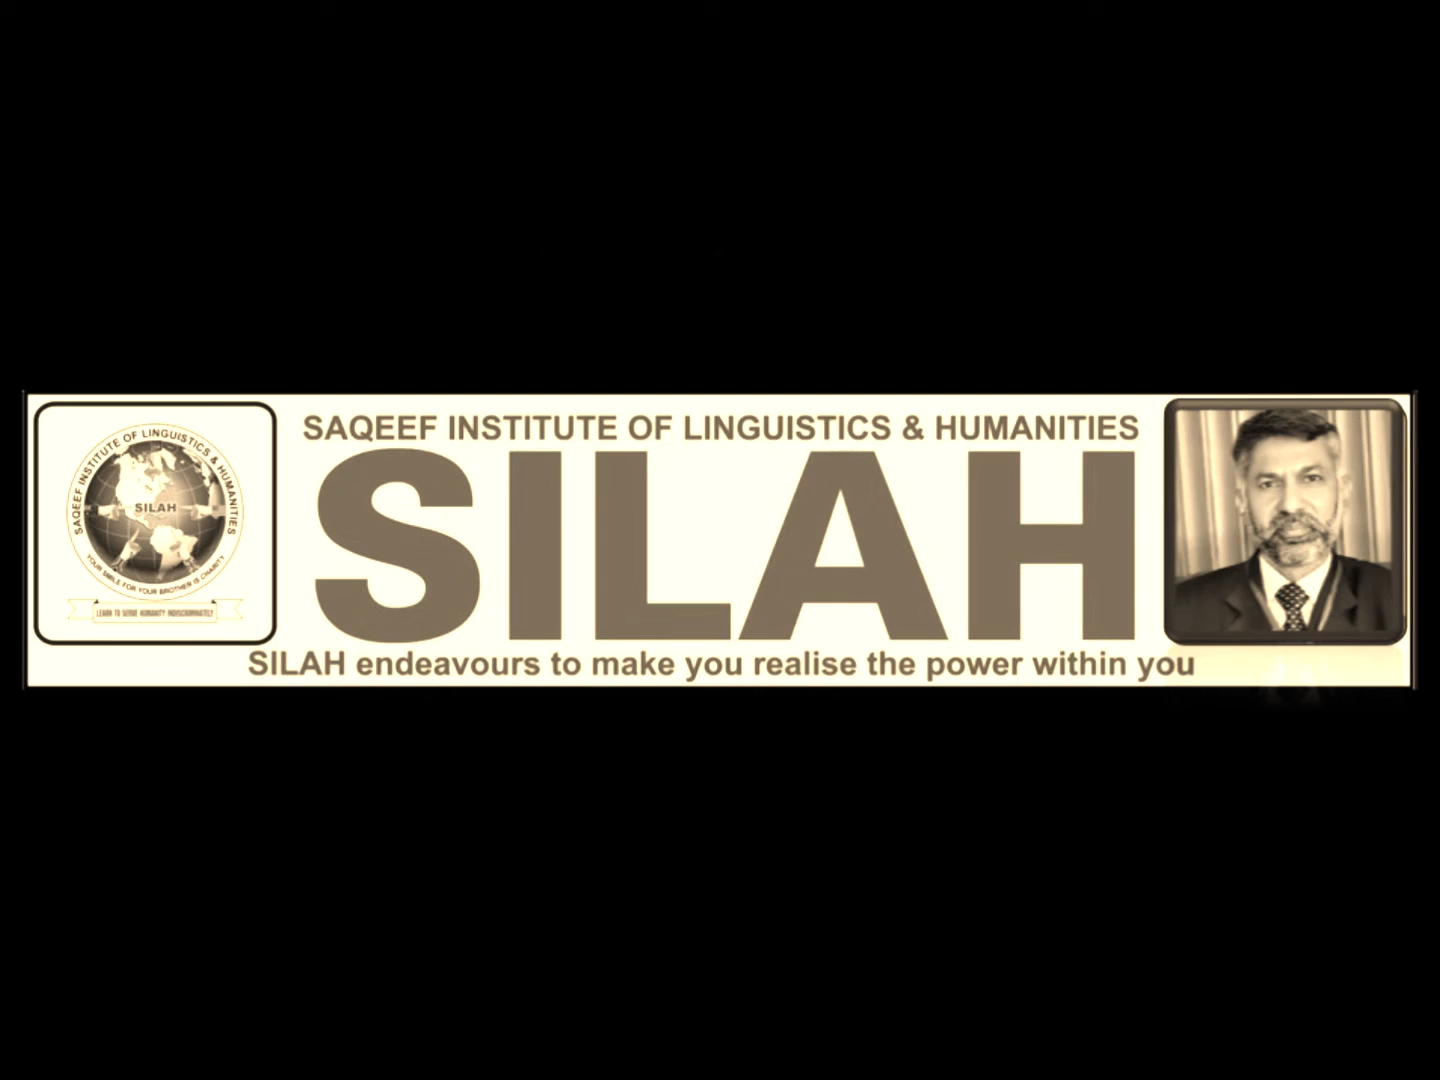 SAQEEF INSTITUTE OF LINGUISTICS & HUMANITIES
SILAH
YOUR SMILE FOR YOUR BROTHER IS CHARITY
LEARN TO SERVE HUMANITY INDISCRIMINATELY
SAQEEF INSTITUTE OF LINGUISTICS & HUMANITIES
SILAH
SILAH endeavours to make you realise the power within you